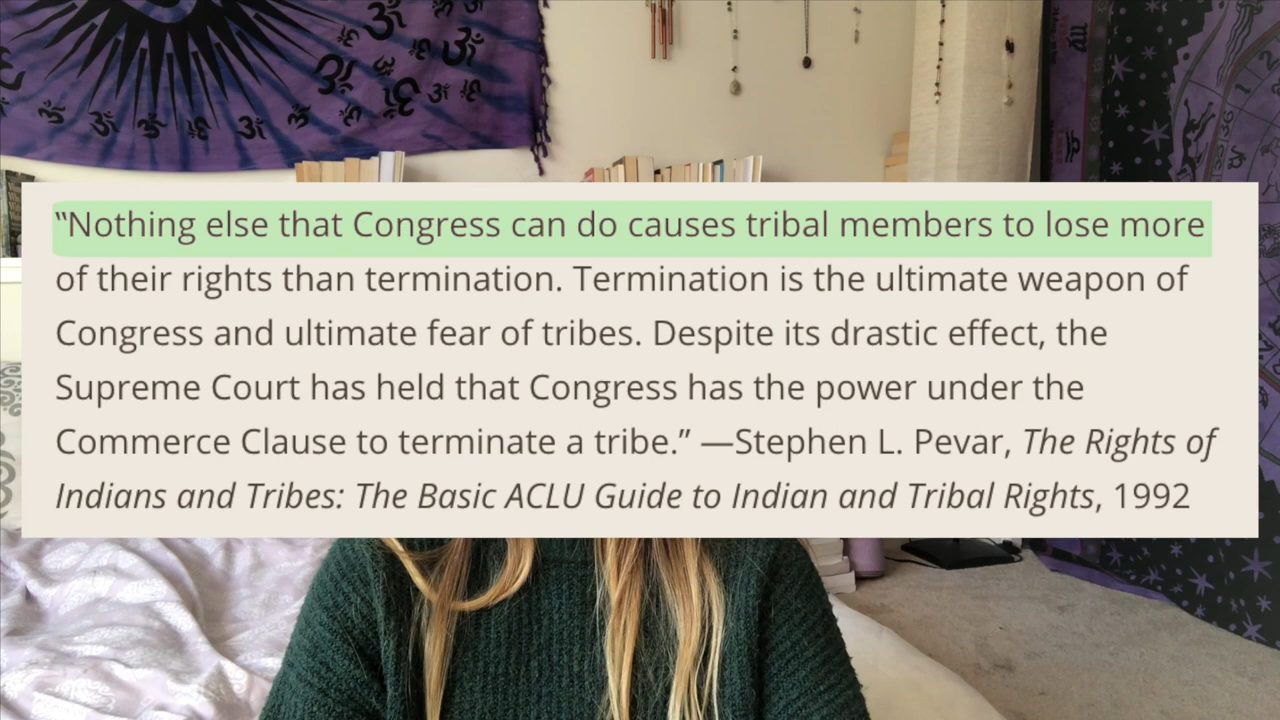 “Nothing else that Congress can do causes tribal members to lose more
of their rights than termination. Termination is the ultimate weapon of
Congress and ultimate fear of tribes. Despite its drastic effect, the
Supreme Court has held that Congress has the power under the
Commerce Clause to terminate a tribe.” —Stephen L. Pevar, The Rights of
Indians and Tribes: The Basic ACLU Guide to Indian and Tribal Rights, 1992